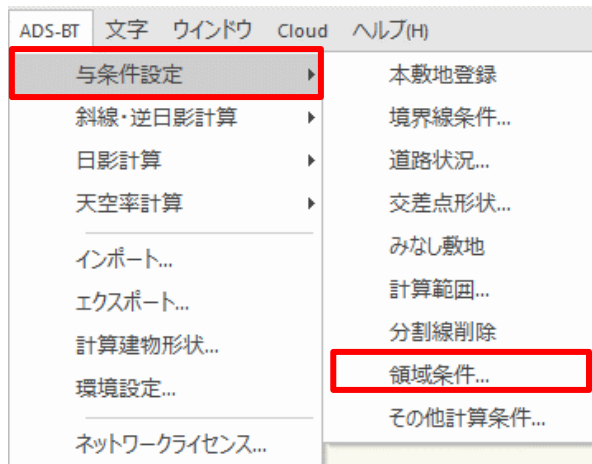 ADS-BT 文字 ウインドウ Cloud ヘルプ(H)
与条件設定
斜線・逆日影計算
日影計算
天空率計算
インポート...
エクスポート...
計算建物形状...
環境設定...
ネットワークライセンス...
本敷地登録
境界線条件...
道路状況...
交差点形状...
みなし敷地
計算範囲...
分割線削除
領域条件...
その他計算条件...